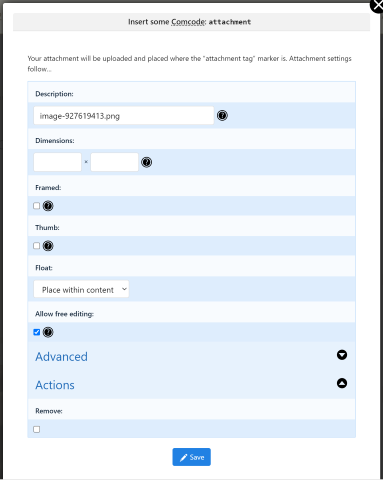 Insert some Comcode: attachment
Your attachment will be uploaded and placed where the "attachment tag" marker is. Attachment settings
follow...
Description:
image-927619413.png
Dimensions:
×
Framed:
Thumb:
Float:
Place within content
Allow free editing:
Advanced
Actions
Remove:
Save